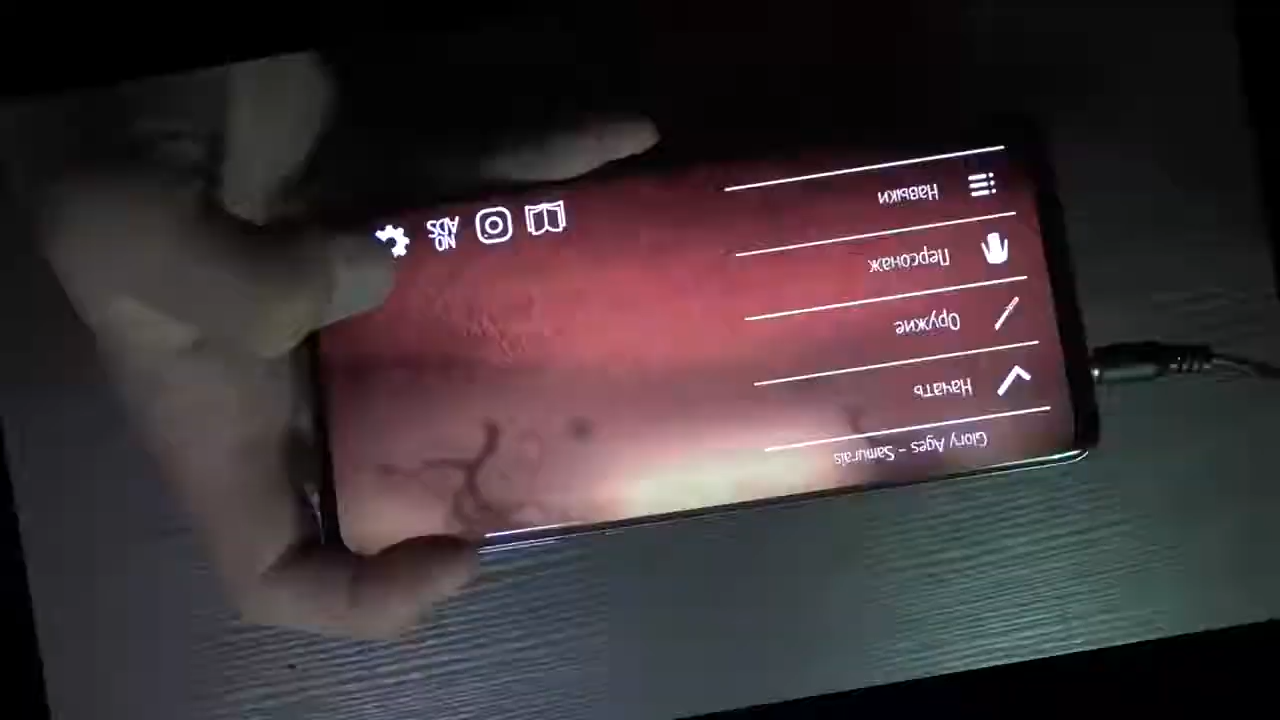 Glory Ages - Samurais
Начать
Оружие
Персонаж
Навыки
NO
ADS